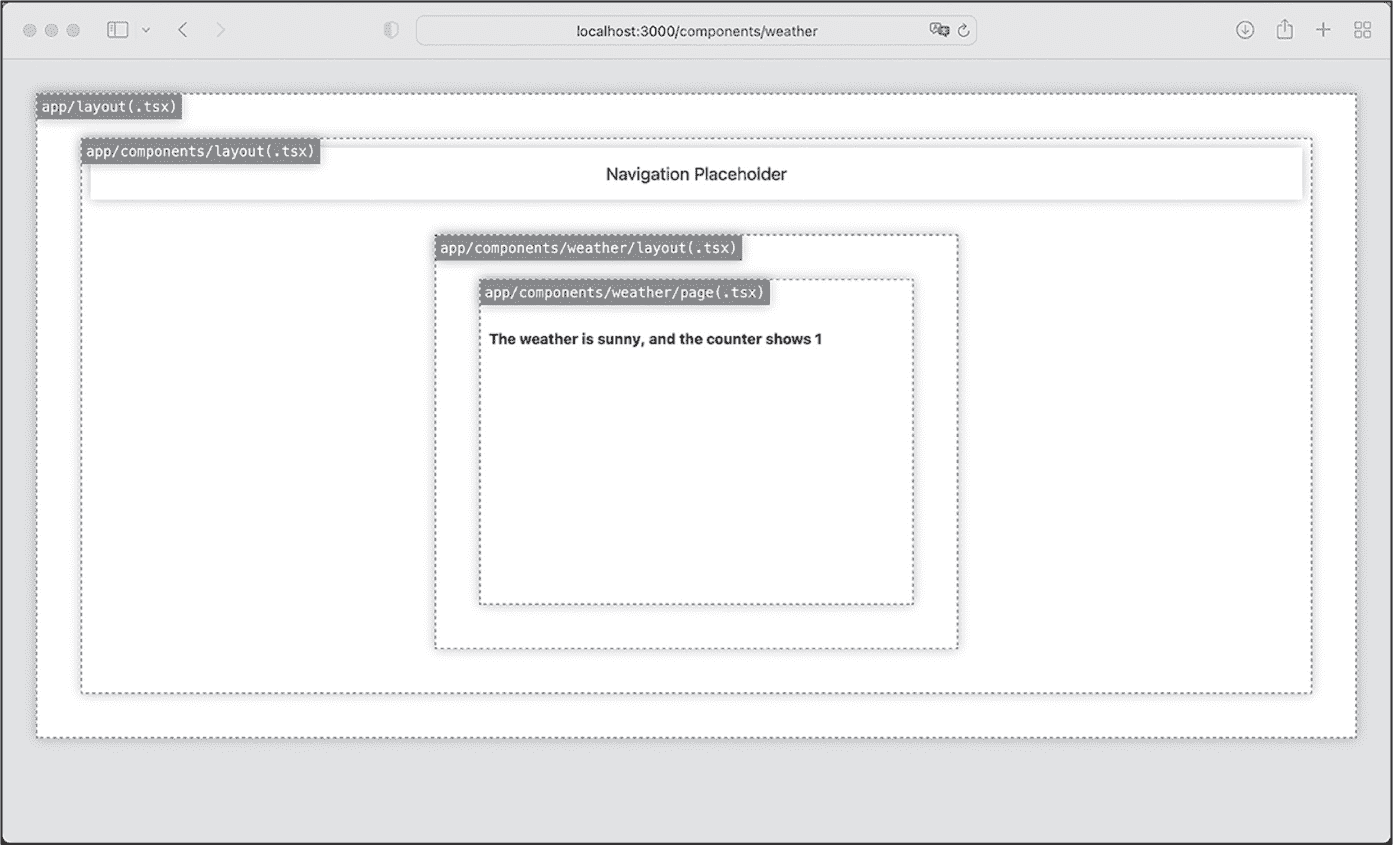 localhost:3000/components/weather
app/layout(.tsx)
app/components/layout(.tsx)
Navigation Placeholder
app/components/weather/layout(.tsx)
app/components/weather/page(.tsx)
The weather is sunny, and the counter shows 1